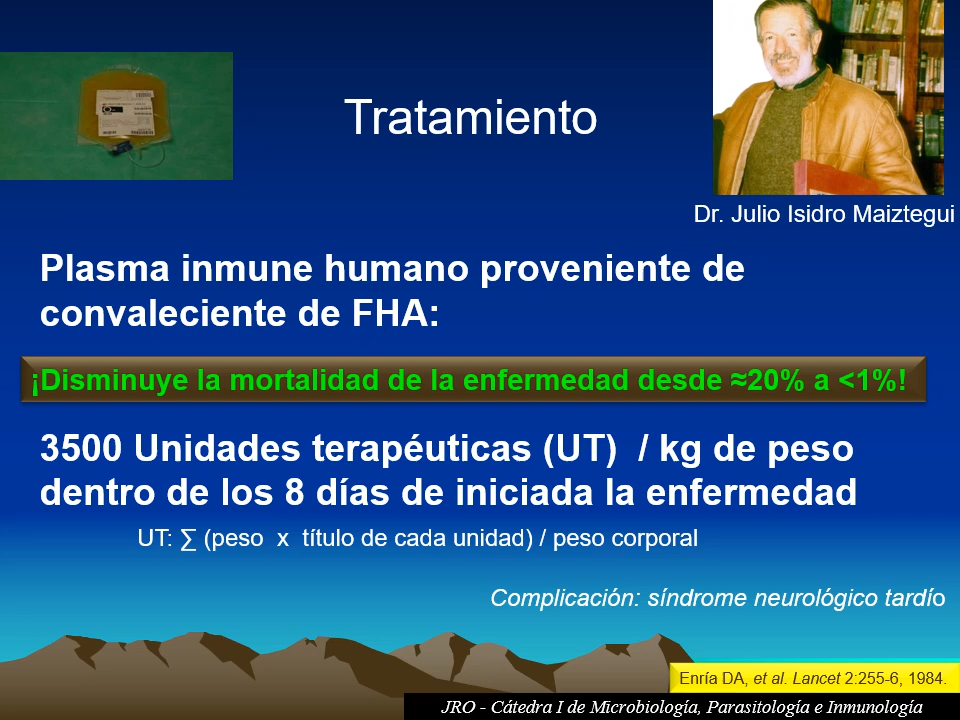 Tratamiento
Dr. Julio Isidro Maiztegui
Plasma inmune humano proveniente de
convaleciente de FHA:
¡Disminuye la mortalidad de la enfermedad desde ≈20% a <1%!
3500 Unidades terapéuticas (UT) / kg de peso
dentro de los 8 días de iniciada la enfermedad
UT: ∑ (peso x título de cada unidad) / peso corporal
Complicación: síndrome neurológico tardío
Enría DA, et al. Lancet 2:255-6, 1984.
JRO - Cátedra I de Microbiología, Parasitología e Inmunología